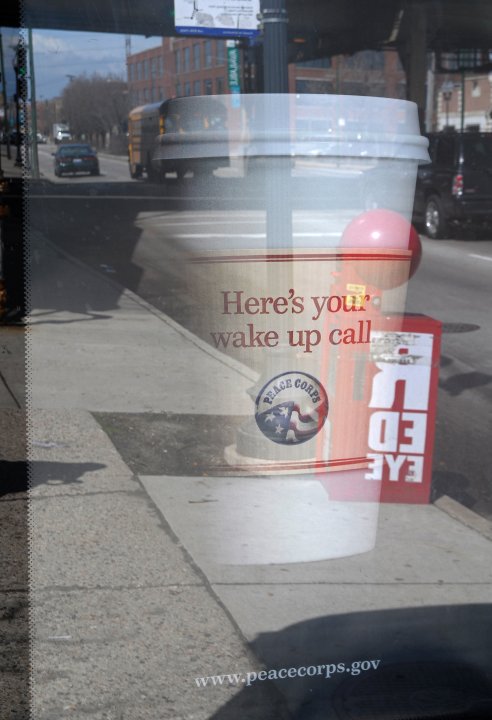 Here's your
wake up call
PEACE CORPS
RED
EYE
www.peacecorps.gov